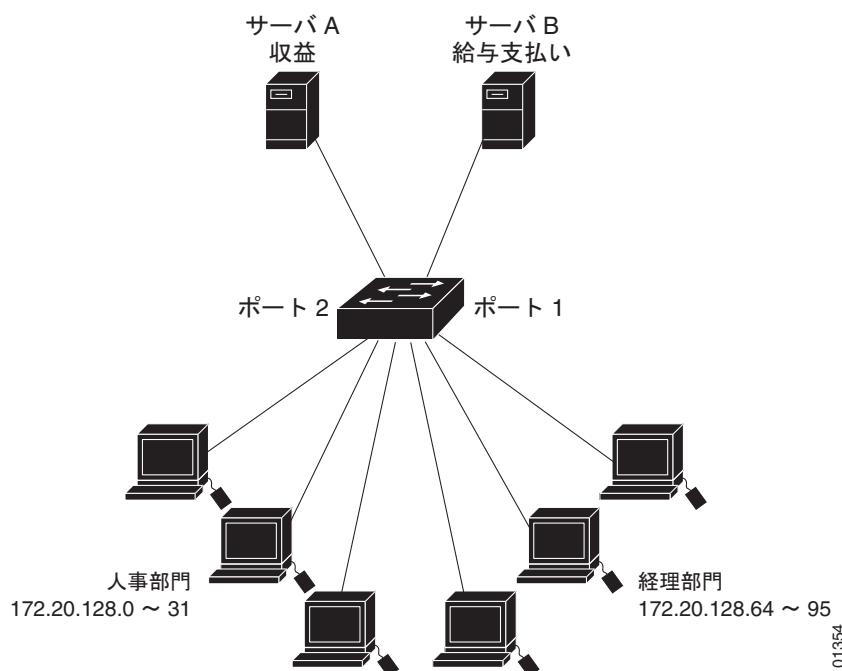 サーバ A
収益
サーバ B
給与支払い
ポート 2
ポート 1
人事部門
172.20.128.0 ～ 31
経理部門
172.20.128.64 ～ 95
01354